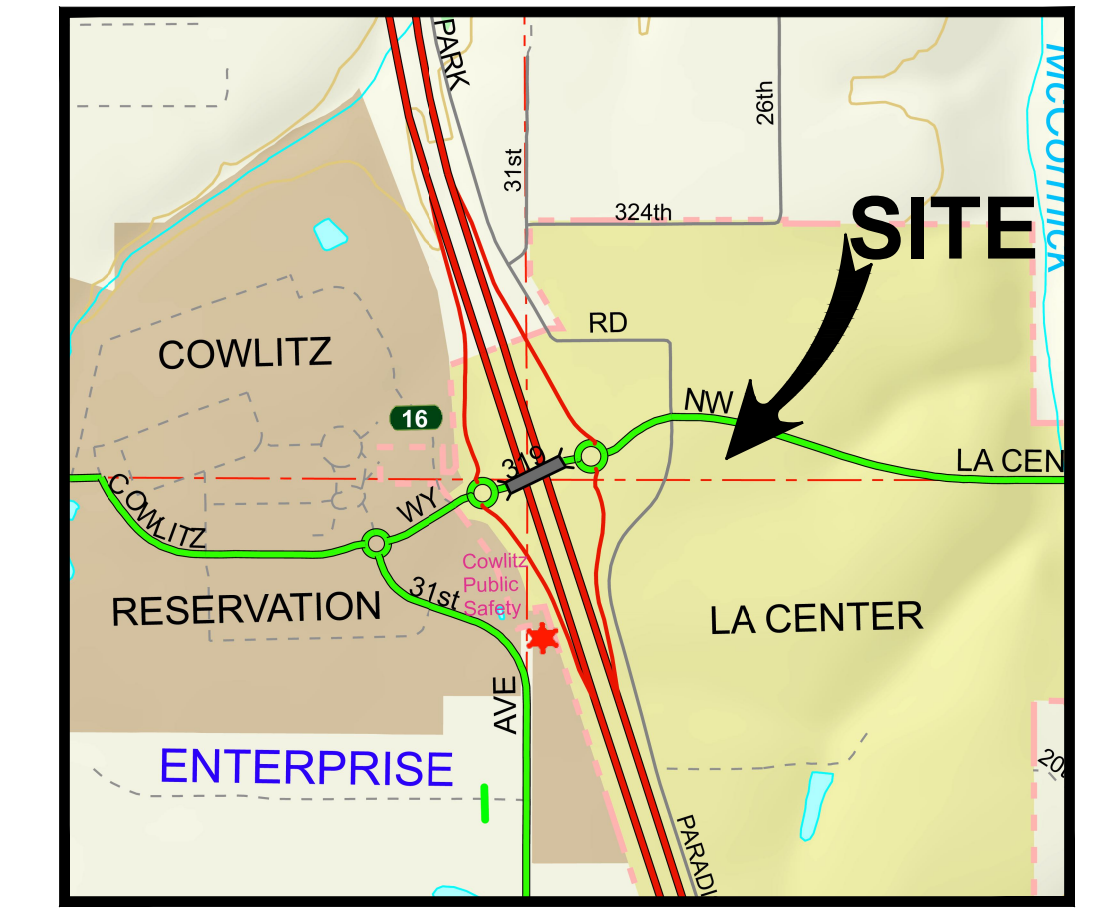 PARK
26th
McCormick
31st
324th
SITE
RD
COWLITZ
NW
16
319
LA CEN
COWLITZ
WY
Cowlitz
Public
Safety
31st
RESERVATION
LA CENTER
AVE
ENTERPRISE
PARADI